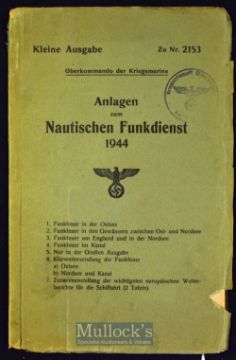 Kleine Ausgabe Zu Nr. 2153
Oberkommando der Kriegsmarine
Anlagen
zum
Nautischen Funkdienst
1944
1. Funkfeuer in der Ostsee
2. Funkfeuer in den Gewässern zwischen Ost- und Nordsee
3. Funkfeuer um England und in der Nordsee
4. Funkfeuer im Kanal
5. Nur in der Großen Ausgabe
6. der Funkfeuer
a) Ostsee
b) Nordsee und Kanal
7. Zusammenstellung der wichtigsten europäischen Wetter-
berichte für die Schiffahrt (2 Tafeln)
Mullock's
Specialist Auctioneers & Valuers